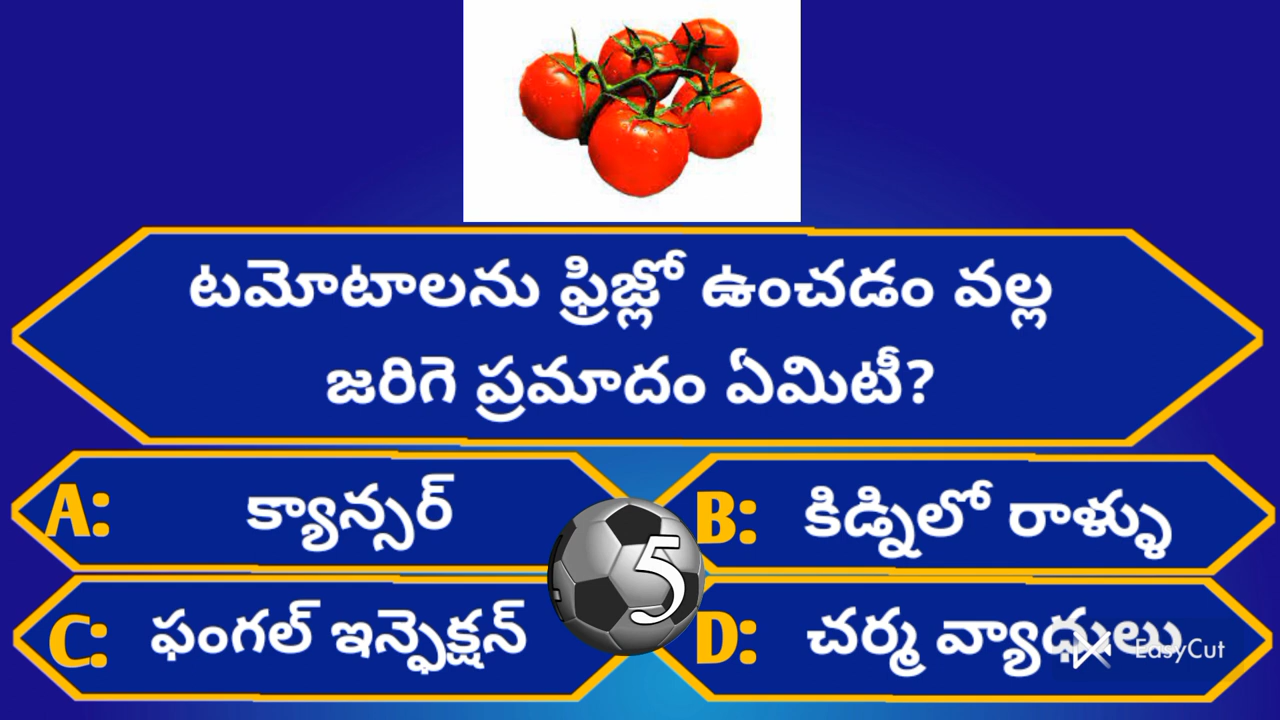 టమోటాలను ఫ్రిజ్లో ఉంచడం వల్ల
జరిగె ప్రమాదం ఏమిటీ?
A: క్యాన్సర్
B: కిడ్నిలో రాళ్ళు
5
C: ఫంగల్ ఇన్ఫెక్షన్
D: చర్మ వ్యాధులు
EasyCut